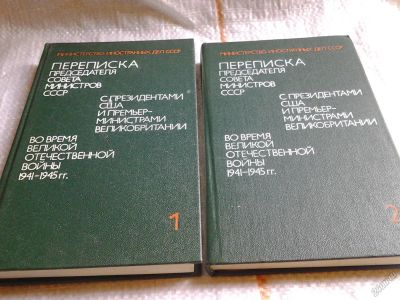 МИНИСТЕРСТВО ИНОСТРАННЫХ ДЕЛ СССР
ПЕРЕПИСКА
ПРЕДСЕДАТЕЛЯ
СОВЕТА
МИНИСТРОВ
СССР
С ПРЕЗИДЕНТАМИ
США
И ПРЕМЬЕР-
МИНИСТРАМИ
ВЕЛИКОБРИТАНИИ
ВО ВРЕМЯ
ВЕЛИКОЙ
ОТЕЧЕСТВЕННОЙ
ВОЙНЫ
1941-1945 гг.
1
МИНИСТЕРСТВО ИНОСТРАННЫХ ДЕЛ СССР
ПЕРЕПИСКА
ПРЕДСЕДАТЕЛЯ
СОВЕТА
МИНИСТРОВ
СССР
С ПРЕЗИДЕНТАМИ
США
И ПРЕМЬЕР-
МИНИСТРАМИ
ВЕЛИКОБРИТАНИИ
ВО ВРЕМЯ
ВЕЛИКОЙ
ОТЕЧЕСТВЕННОЙ
ВОЙНЫ
1941-1945 гг.
2